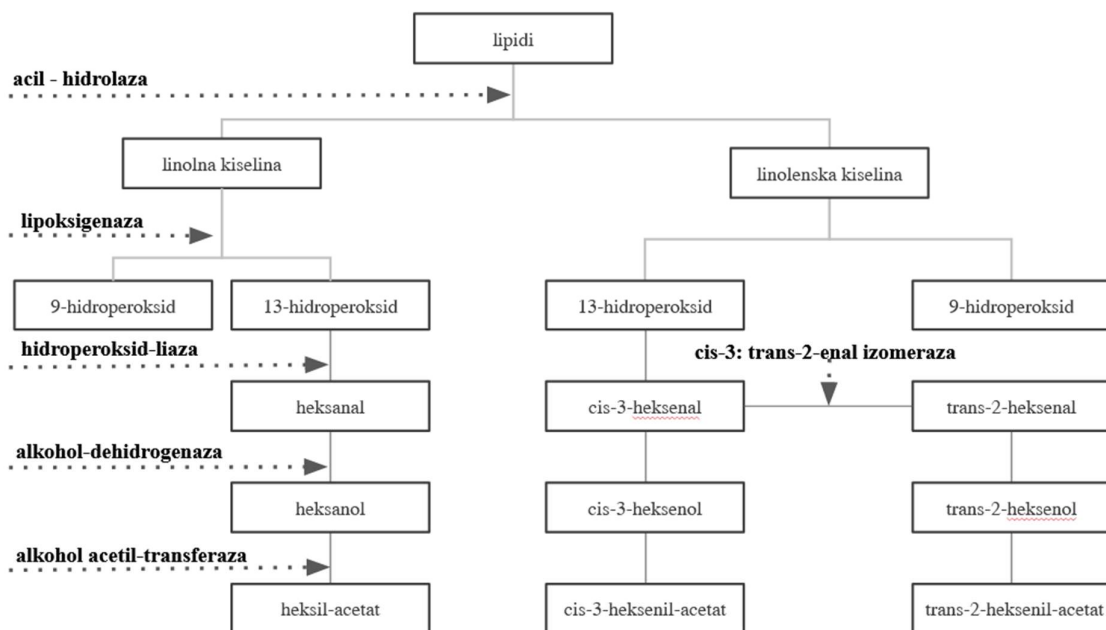 lipidi
acil - hidrolaza
linolna kiselina
linolenska kiselina
lipoksigenaza
9-hidroperoksid
13-hidroperoksid
13-hidroperoksid
9-hidroperoksid
hidroperoksid-liaza
cis-3: trans-2-enal izomeraza
heksanal
cis-3-heksenal
trans-2-heksenal
alkohol-dehidrogenaza
heksanol
cis-3-heksenol
trans-2-heksenol
alkohol acetil-transferaza
heksil-acetat
cis-3-heksenil-acetat
trans-2-heksenil-acetat